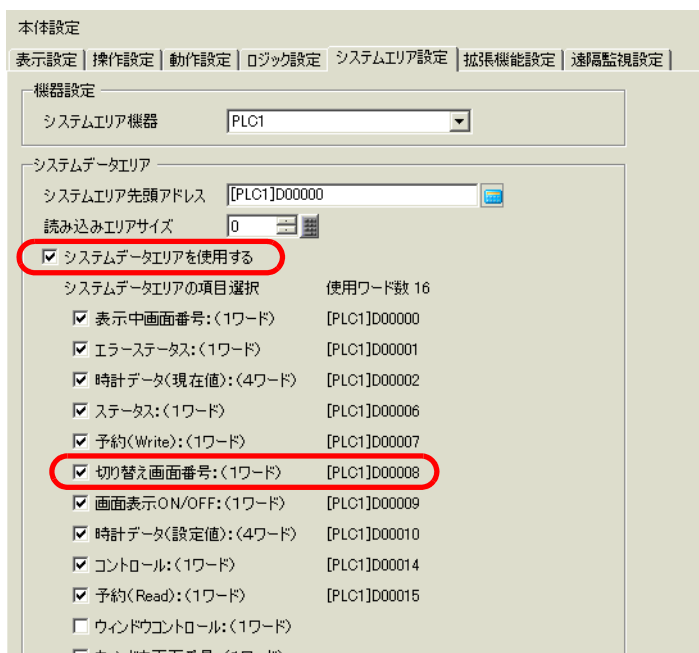 本体設定
表示設定 操作設定 動作設定 ロジック設定 システムエリア設定 拡張機能設定 遠隔監視設定
機器設定
システムエリア機器 PLC1
システムデータエリア
システムエリア先頭アドレス [PLC1]D00000
読み込みエリアサイズ 0
システムデータエリアを使用する
システムデータエリアの項目選択 使用ワード数 16
表示中画面番号:(1ワード) [PLC1]D00000
エラーステータス:(1ワード) [PLC1]D00001
時計データ(現在値):(4ワード) [PLC1]D00002
ステータス:(1ワード) [PLC1]D00006
予約(Write):(1ワード) [PLC1]D00007
切り替え画面番号:(1ワード) [PLC1]D00008
画面表示ON/OFF:(1ワード) [PLC1]D00009
時計データ(設定値):(4ワード) [PLC1]D00010
コントロール:(1ワード) [PLC1]D00014
予約(Read):(1ワード) [PLC1]D00015
ウィンドウコントロール:(1ワード)